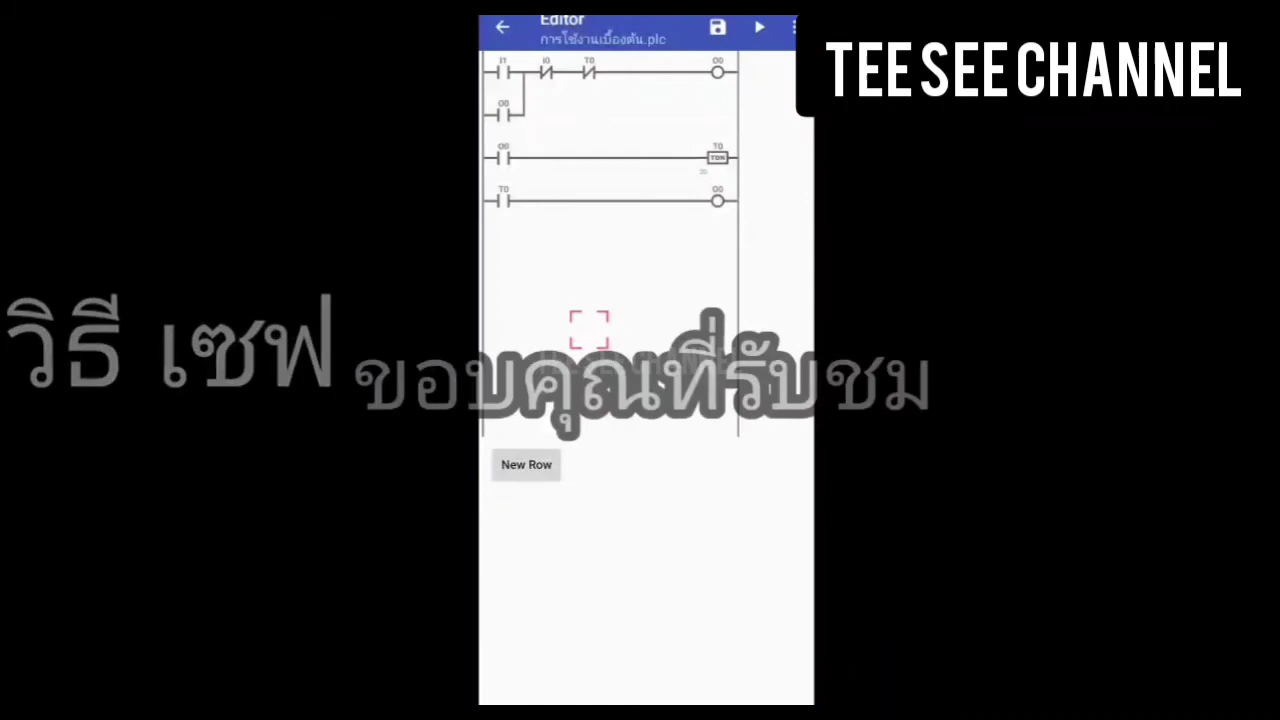 Editor
การใช้งานเบื้องต้น.plc
TEE SEE CHANNEL
I1 I0 T0 O0
O0
O0 T0
TON
20
T0 O0
วิธี เซฟ
ขอบคุณที่รับชม
New Row